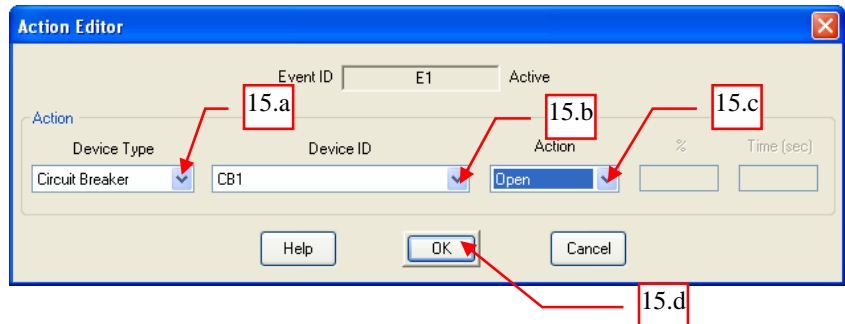 Action Editor
Event ID E1 Active
15.a 15.b 15.c
Action
Device Type Device ID Action % Time (sec)
Circuit Breaker CB1 Open
Help OK Cancel
15.d